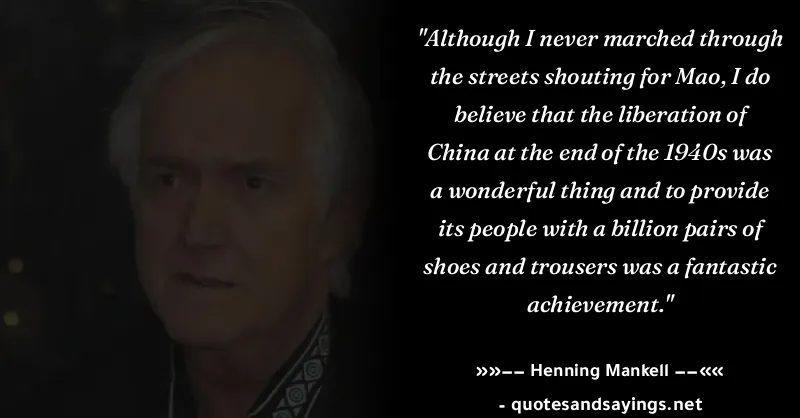 "Although I never marched through
the streets shouting for Mao, I do
believe that the liberation of
China at the end of the 1940s was
a wonderful thing and to provide
its people with a billion pairs of
shoes and trousers was a fantastic
achievement."
»»−− Henning Mankell −−««
- quotesandsayings.net